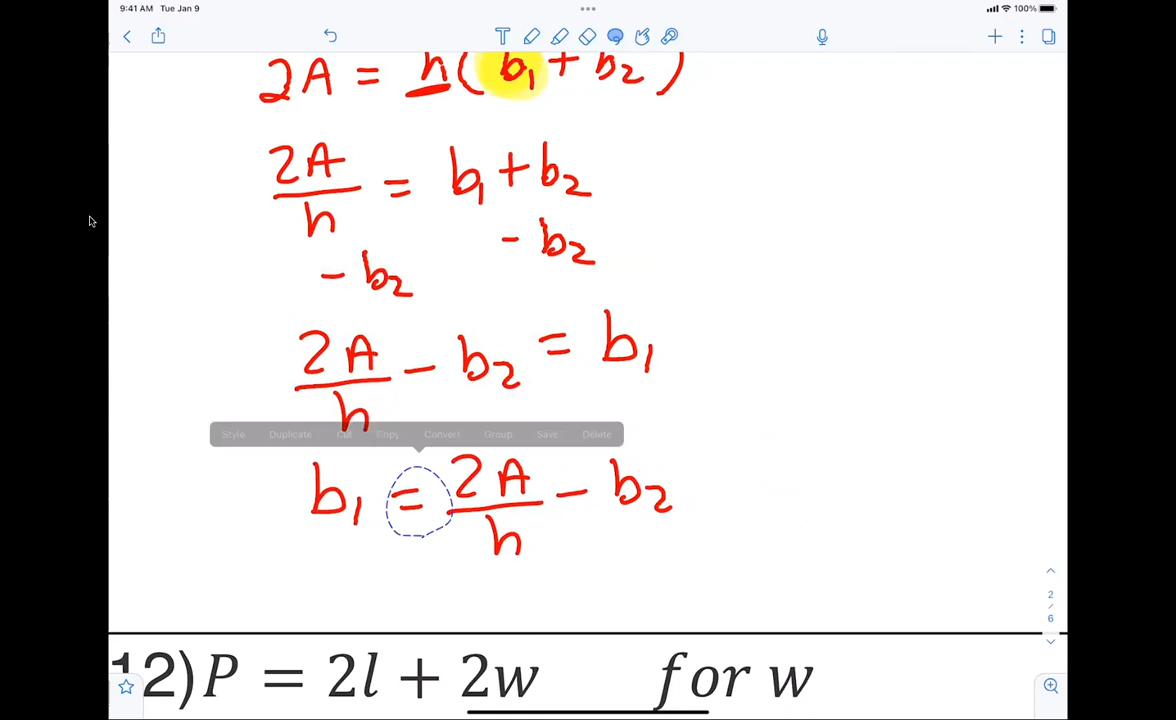 9:41 AM Tue Jan 9
100%
2A = h(b₁ + b₂)
2A/h = b₁ + b₂
- b₂
- b₂
2A/h - b₂ = b₁
Style Duplicate Cut Copy Convert Group Save Delete
b₁ = 2A/h - b₂
2
/
6
12) P = 2l + 2w for w